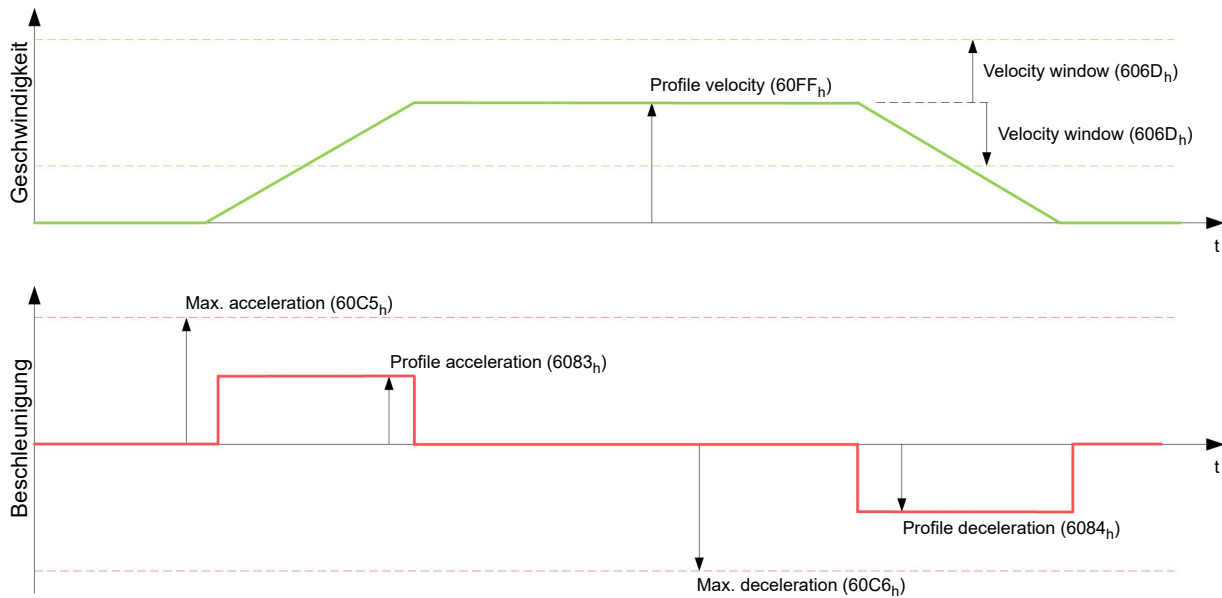 Geschwindigkeit
Velocity window (606Dₕ)
Profile velocity (60FFₕ)
Velocity window (606Dₕ)
t
Beschleunigung
Max. acceleration (60C5ₕ)
Profile acceleration (6083ₕ)
t
Profile deceleration (6084ₕ)
Max. deceleration (60C6ₕ)